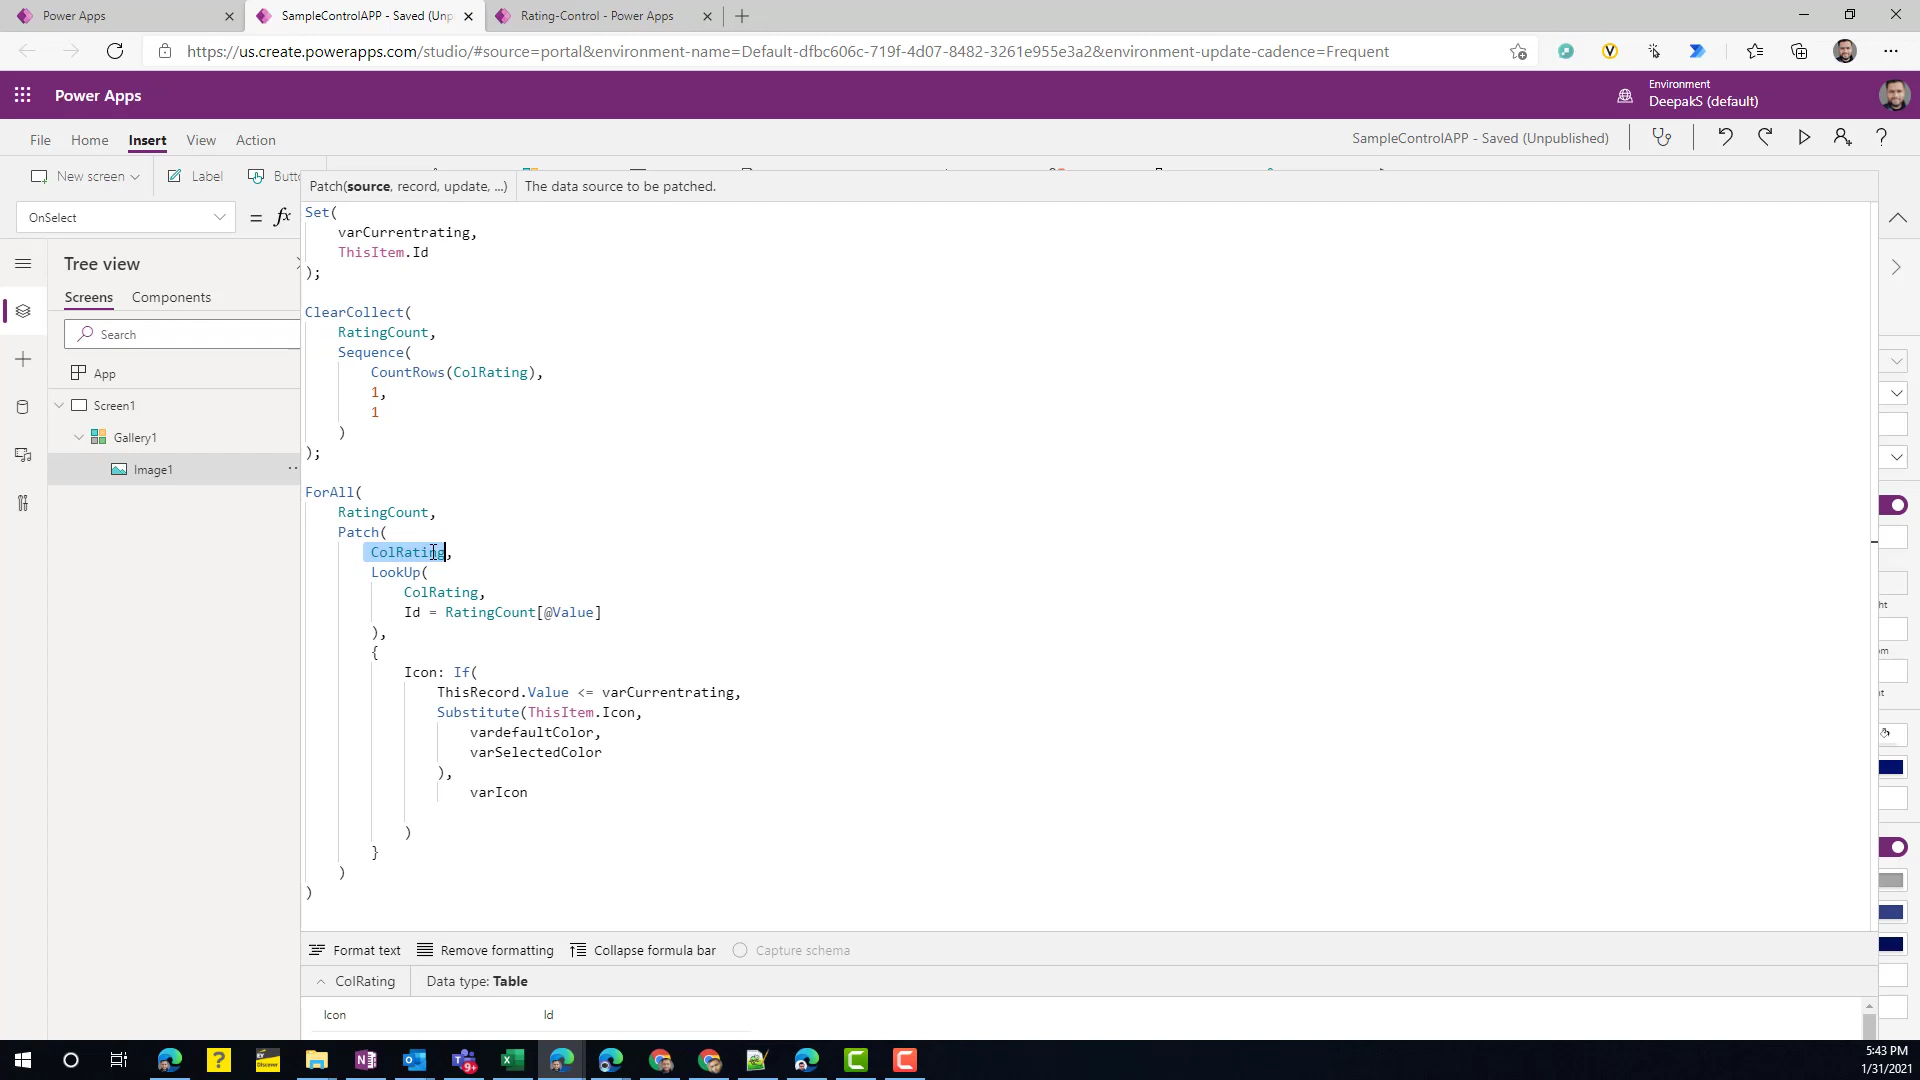 Power Apps
SampleControlAPP - Saved (Unp
Rating-Control - Power Apps
https://us.create.powerapps.com/studio/#source=portal&environment-name=Default-dfbc606c-719f-4d07-8482-3261e955e3a2&environment-update-cadence=Frequent
Power Apps
Environment
DeepakS (default)
File
Home
Insert
View
Action
SampleControlAPP - Saved (Unpublished)
New screen
Label
Butt
Patch(source, record, update, ...)
The data source to be patched.
OnSelect
= fx
Set(
varCurrentrating,
ThisItem.Id
);
ClearCollect(
RatingCount,
Sequence(
CountRows(ColRating),
1,
1
)
);
ForAll(
RatingCount,
Patch(
ColRating,
LookUp(
ColRating,
Id = RatingCount[@Value]
),
{
Icon: If(
ThisRecord.Value <= varCurrentrating,
Substitute(ThisItem.Icon,
vardefaultColor,
varSelectedColor
),
varIcon
)
}
)
)
Tree view
Screens
Components
Search
App
Screen1
Gallery1
Image1
ht
om
t
Format text
Remove formatting
Collapse formula bar
Capture schema
ColRating
Data type: Table
Icon
Id
5:43 PM
1/31/2021